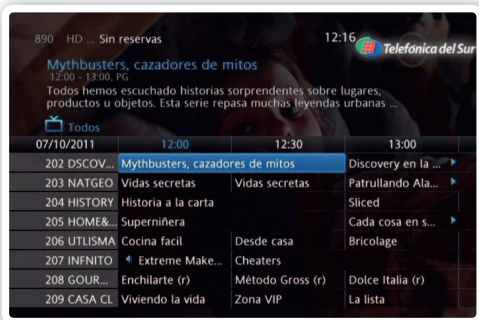 890 HD ... Sin reservas 12:16
Telefónica del Sur
Mythbusters, cazadores de mitos
12:00 - 13:00, PG
Todos hemos escuchado historias sorprendentes sobre lugares, productos u objetos. Esta serie repasa muchas leyendas urbanas ...
Todos
07/10/2011 12:00 12:30 13:00
202 DSCOV... Mythbusters, cazadores de mitos Discovery en la ...
203 NATGEO Vidas secretas Vidas secretas Patrullando Ala...
204 HISTORY Historia a la carta Sliced
205 HOME&... Superniñera Cada cosa en s...
206 UTLISMA Cocina facil Desde casa Bricolage
207 INFNITO Extreme Make... Cheaters
208 GOUR... Enchilarte (r) Método Gross (r) Dolce Italia (r)
209 CASA CL Viviendo la vida Zona VIP La lista